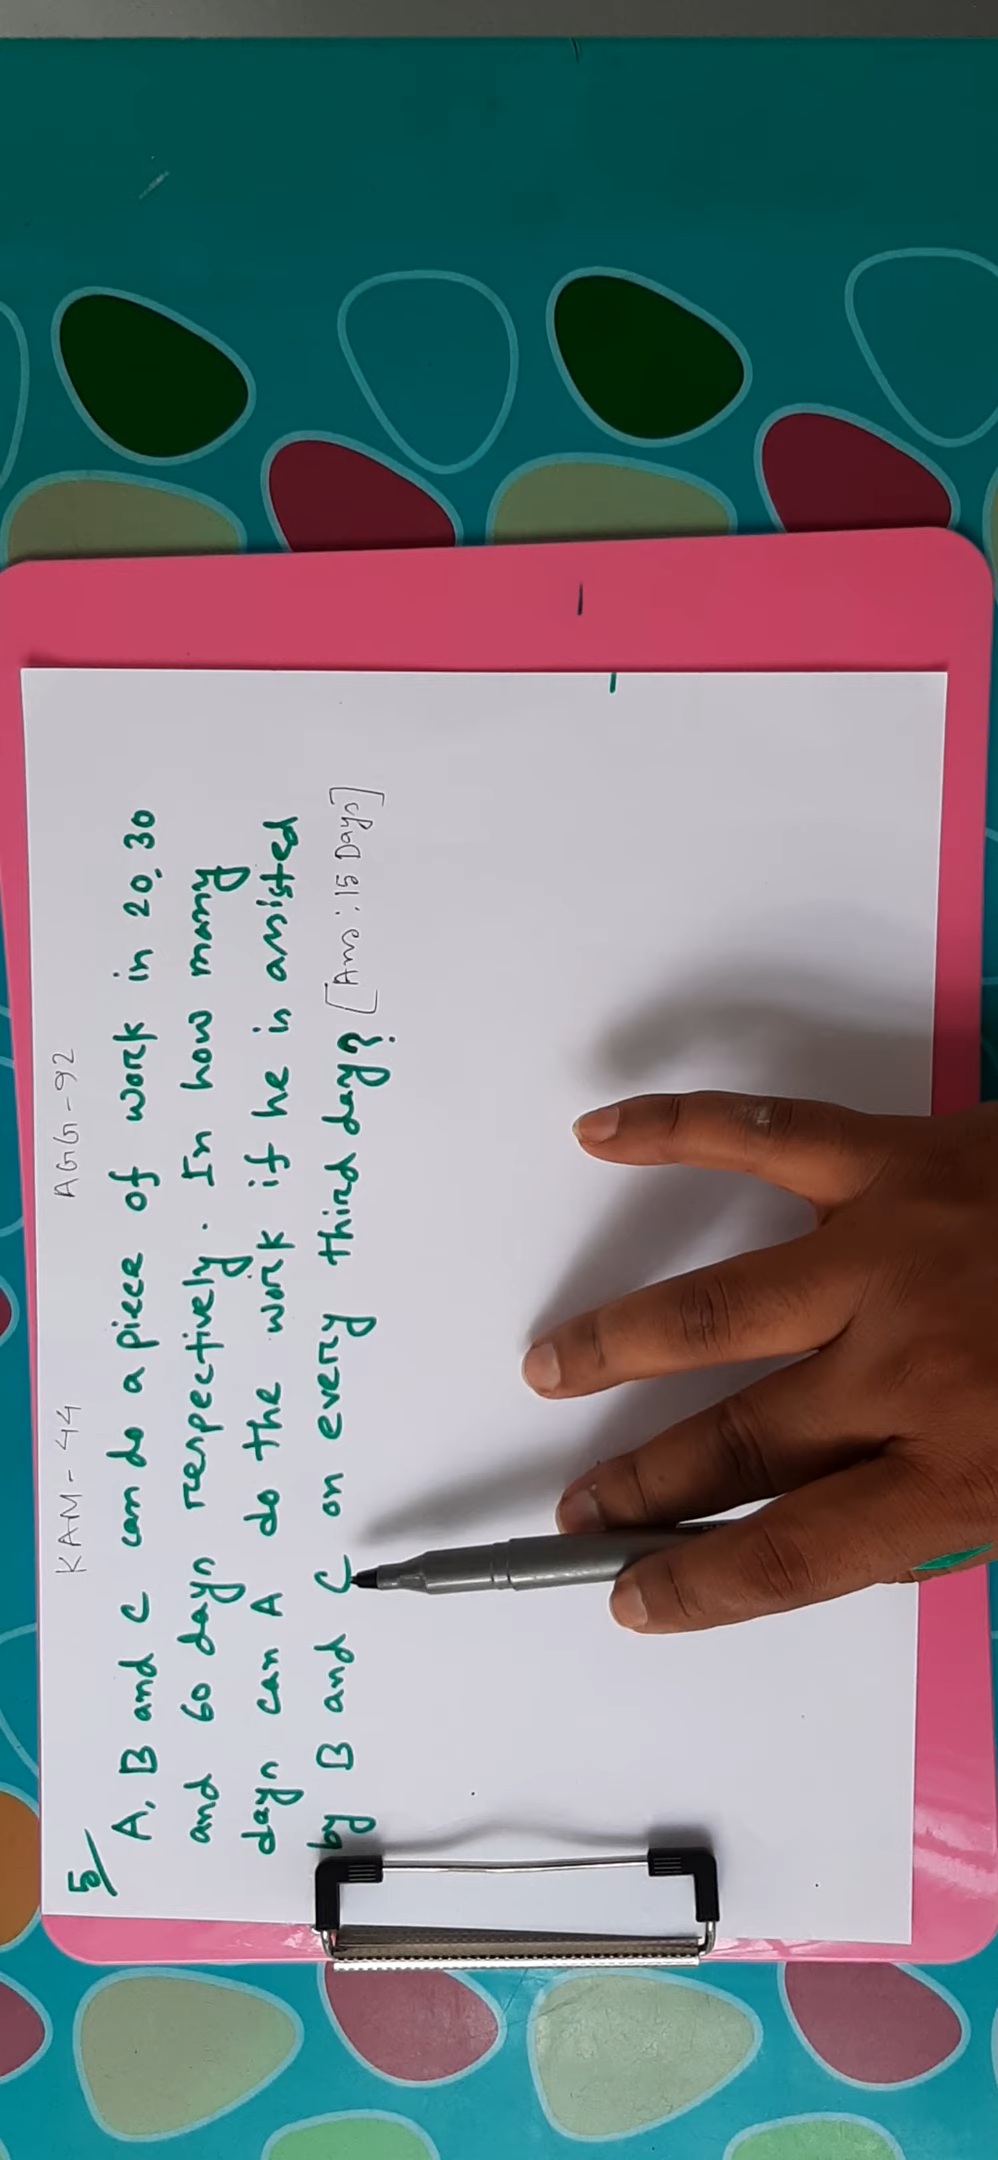 KAM-44 AGG-92
5/ A, B and C can do a piece of work in 20, 30
and 60 days respectively. In how many
days can A do the work if he is assisted
by B and C on every third day? [Ans: 15 Days]